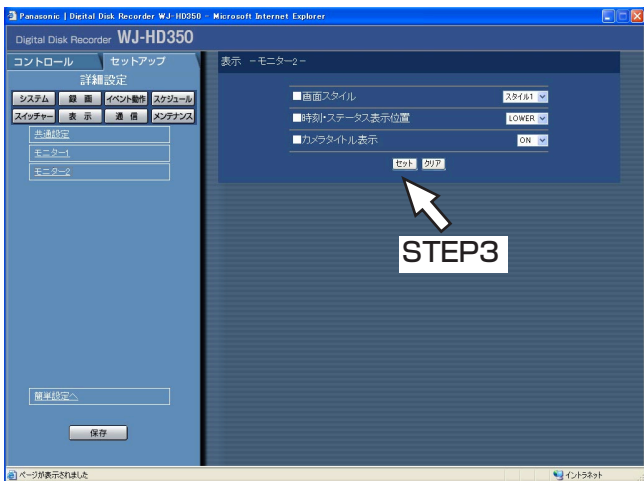 Panasonic | Digital Disk Recorder WJ-HD350 - Microsoft Internet Explorer
Digital Disk Recorder WJ-HD350
コントロール セットアップ
詳細設定
システム 録 画 イベント動作 スケジュール
スイッチャー 表 示 通 信 メンテナンス
共通設定
モニター1
モニター2
簡単設定へ
保存
表示 -モニター2-
■画面スタイル スタイル1
■時刻・ステータス表示位置 LOWER
■カメラタイトル表示 ON
セット クリア
STEP3
ページが表示されました イントラネット